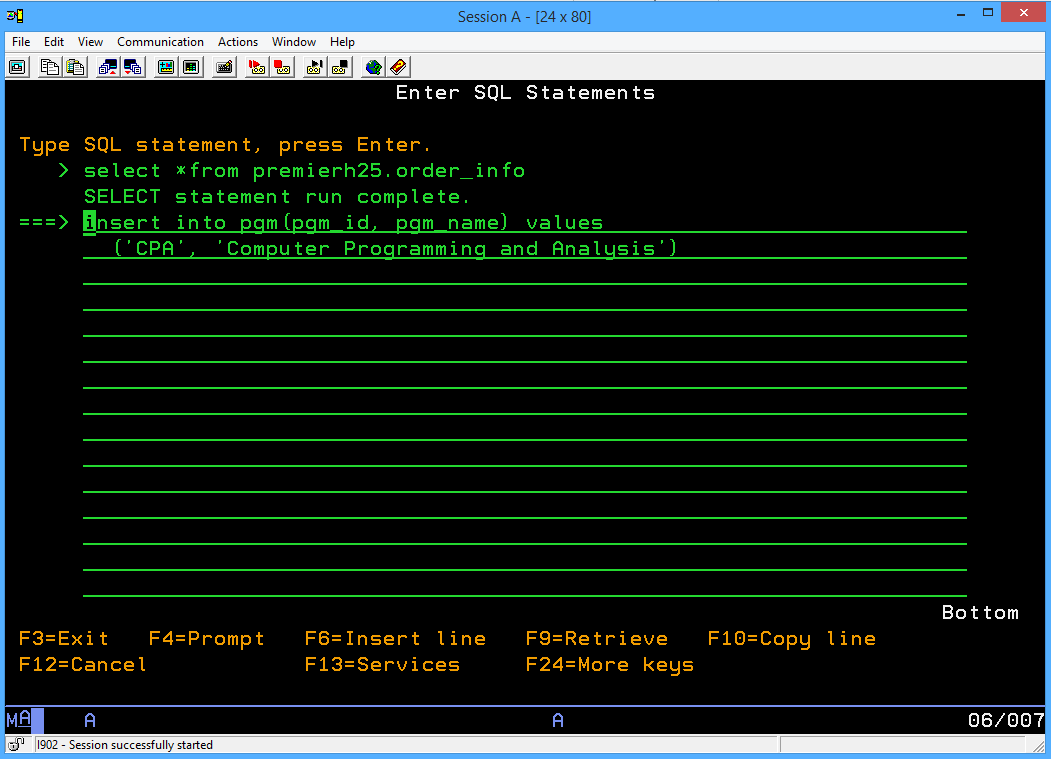 Session A - [24 x 80]
File Edit View Communication Actions Window Help
Enter SQL Statements
Type SQL statement, press Enter.
> select *from premierh25.order_info
SELECT statement run complete.
===> insert into pgm(pgm_id, pgm_name) values
('CPA', 'Computer Programming and Analysis')
Bottom
F3=Exit F4=Prompt F6=Insert line F9=Retrieve F10=Copy line
F12=Cancel F13=Services F24=More keys
MA A A 06/007
I902 - Session successfully started